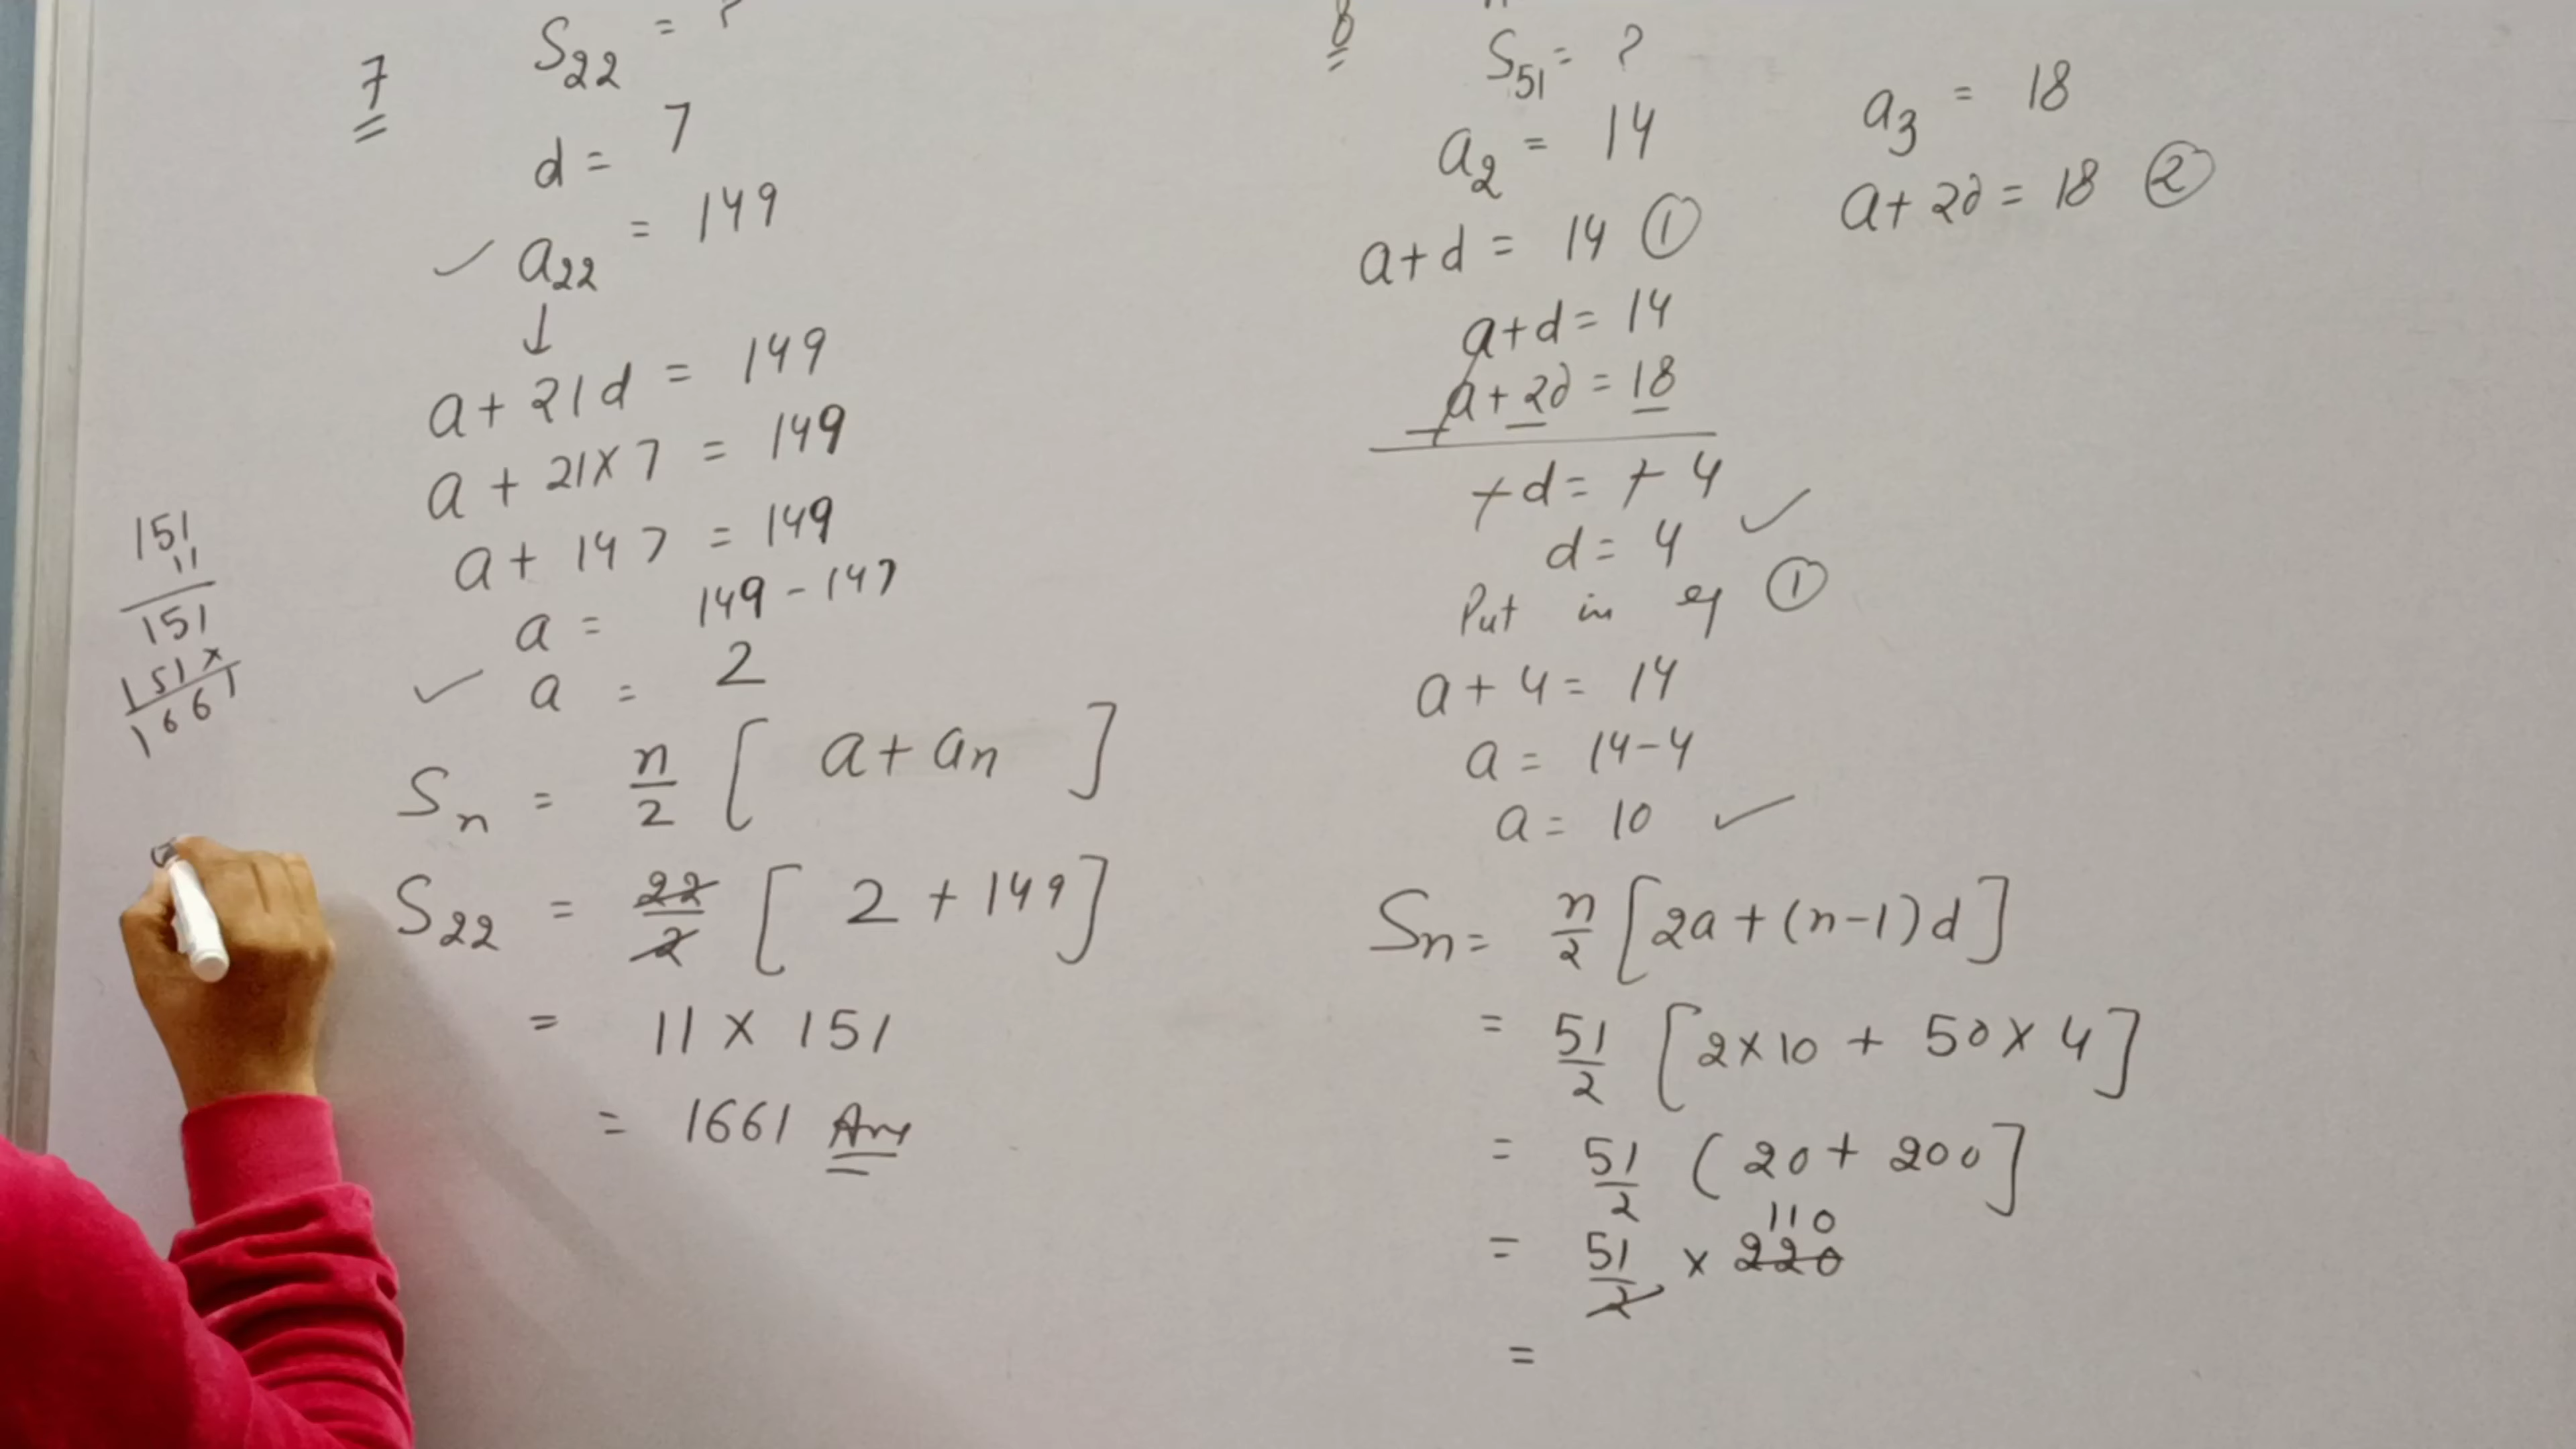 7
S22 = ?
d = 7
a22 = 149
↓
a + 21d = 149
a + 21 × 7 = 149
a + 147 = 149
a = 149 - 147
a = 2
Sn = n/2 [ a + an ]
S22 = 22/2 [ 2 + 149 ]
= 11 × 151
= 1661 Ans
151
11
151
151×
1661
8
S51 = ?
a2 = 14
a3 = 18
a+d = 14 ①
a + 2d = 18 ②
a+d = 14
a + 2d = 18
+d = + 4
d = 4
Put in eq ①
a + 4 = 14
a = 14-4
a = 10
Sn = n/2 [2a + (n-1)d]
= 51/2 [2×10 + 50×4]
= 51/2 (20 + 200]
110
= 51/2 × 220
=